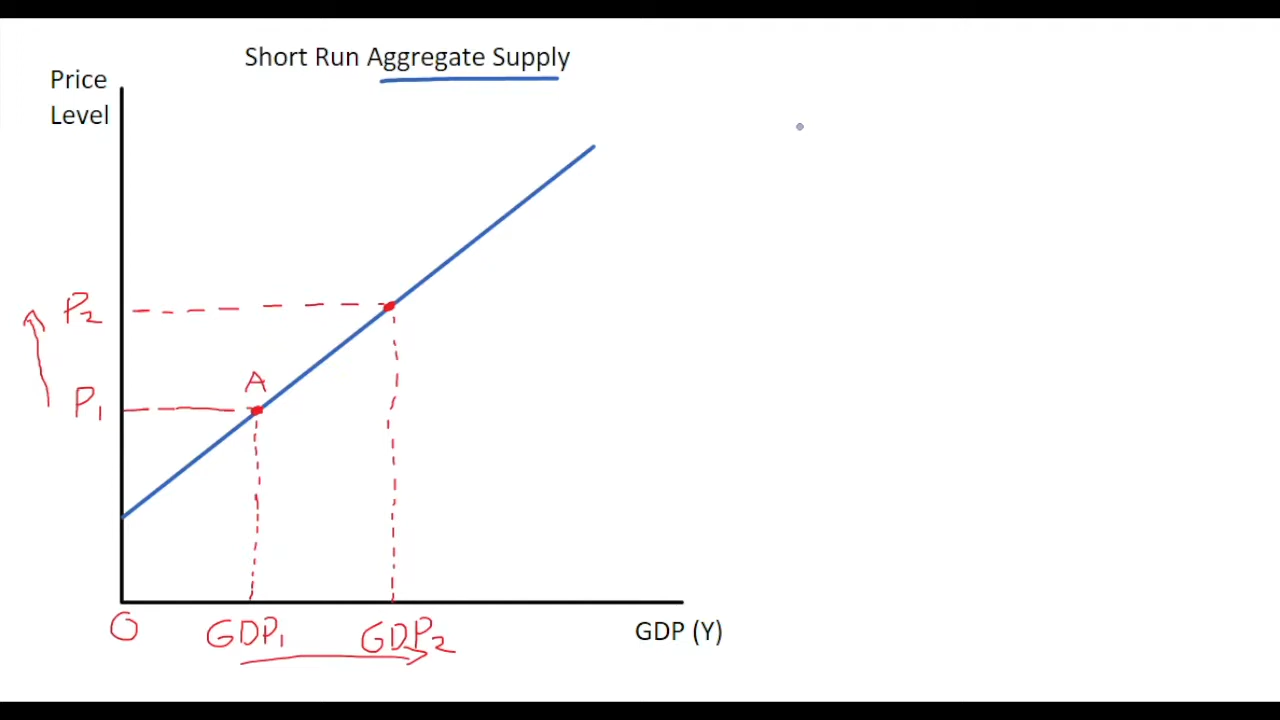 Short Run Aggregate Supply
Price
Level
P2
A
P1
O
GDP1
GDP2
GDP (Y)